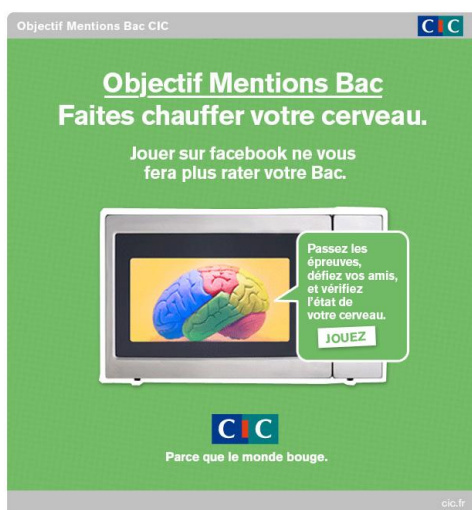 Objectif Mentions Bac CIC
CIC
Objectif Mentions Bac
Faites chauffer votre cerveau.
Jouer sur facebook ne vous
fera plus rater votre Bac.
Passez les
épreuves,
défiez vos amis,
et vérifiez
l'état de
votre cerveau.
JOUEZ
CIC
Parce que le monde bouge.
cic.fr